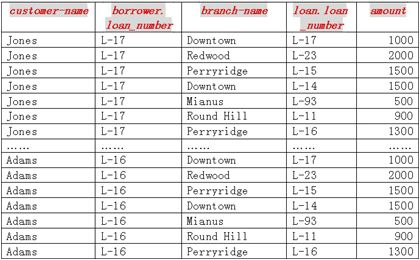 customer-name borrower.loan_number branch-name loan.loan_number amount
Jones L-17 Downtown L-17 1000
Jones L-17 Redwood L-23 2000
Jones L-17 Perryridge L-15 1500
Jones L-17 Downtown L-14 1500
Jones L-17 Mianus L-93 500
Jones L-17 Round Hill L-11 900
Jones L-17 Perryridge L-16 1300
…… …… …… …… ……
Adams L-16 Downtown L-17 1000
Adams L-16 Redwood L-23 2000
Adams L-16 Perryridge L-15 1500
Adams L-16 Downtown L-14 1500
Adams L-16 Mianus L-93 500
Adams L-16 Round Hill L-11 900
Adams L-16 Perryridge L-16 1300